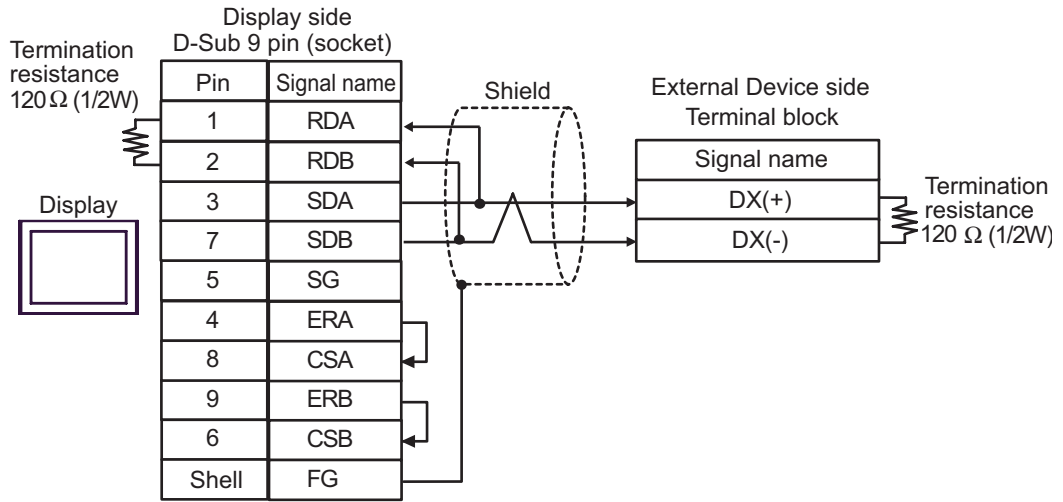 Display side
D-Sub 9 pin (socket)
Termination
resistance
120 Ω (1/2W)
Pin Signal name
1 RDA
2 RDB
3 SDA
7 SDB
5 SG
4 ERA
8 CSA
9 ERB
6 CSB
Shell FG
Display
Shield
External Device side
Terminal block
Signal name
DX(+)
DX(-)
Termination
resistance
120 Ω (1/2W)